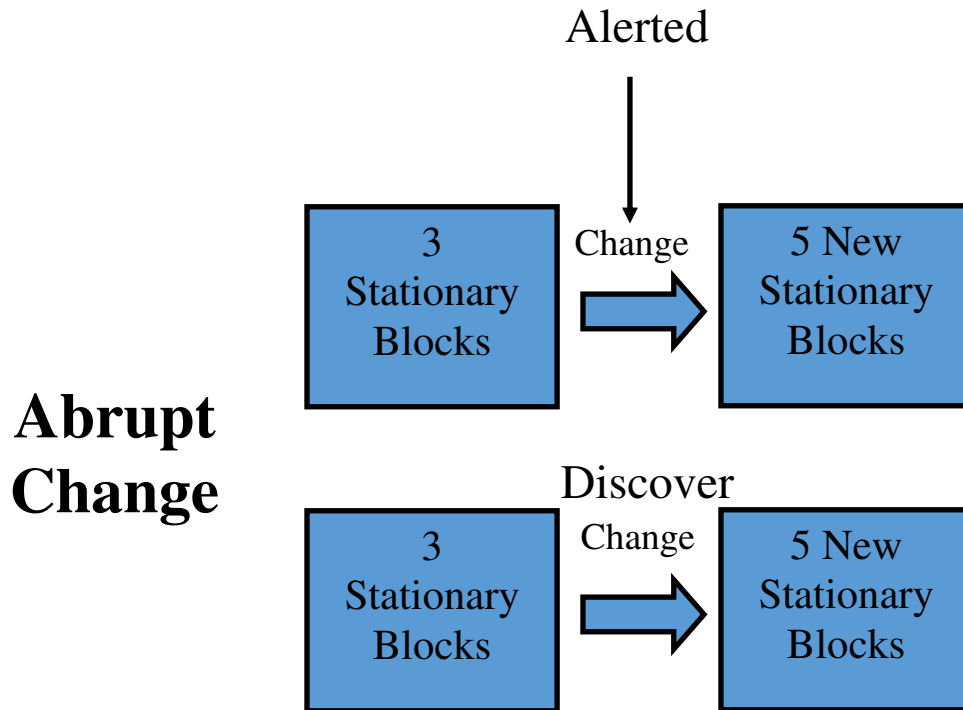 Alerted
3
Stationary
Blocks
Change
5 New
Stationary
Blocks
Abrupt
Change
Discover
3
Stationary
Blocks
Change
5 New
Stationary
Blocks